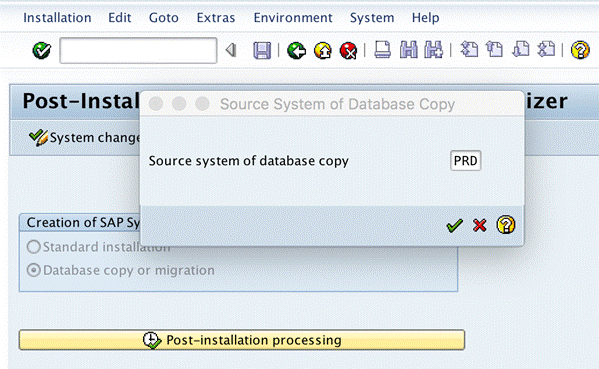 Installation Edit Goto Extras Environment System Help
Post-Instal izer
Source System of Database Copy
System change
Source system of database copy PRD
Creation of SAP Sy
Standard installation
Database copy or migration
Post-installation processing